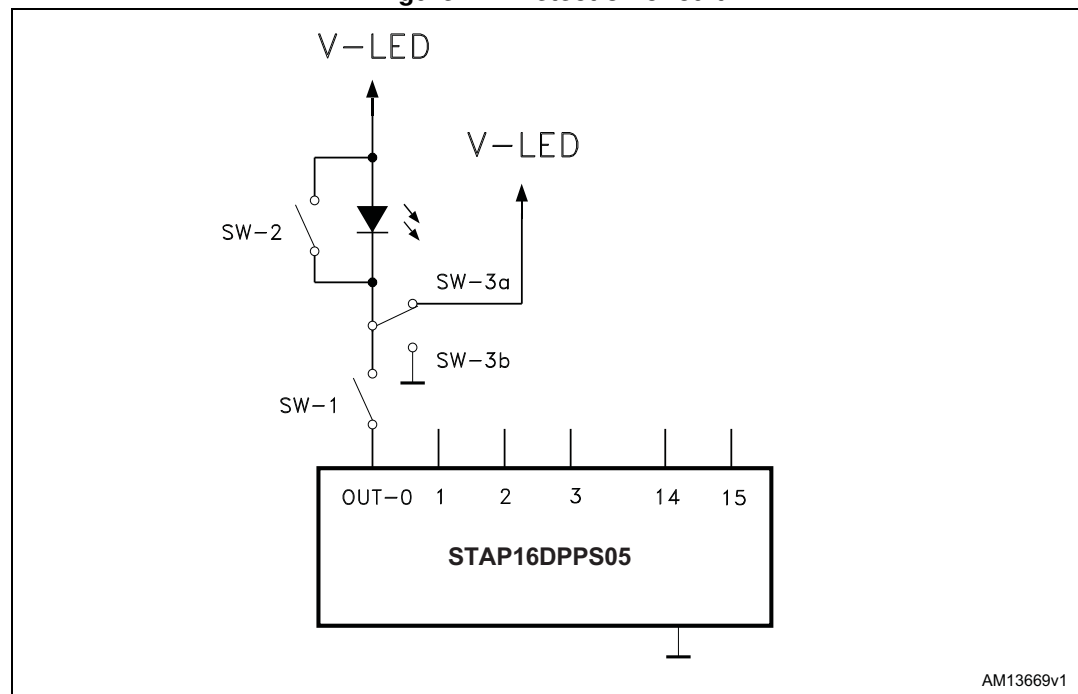 V-LED
V-LED
SW-2
SW-3a
SW-3b
SW-1
OUT-0 1 2 3 14 15
STAP16DPPS05
AM13669v1